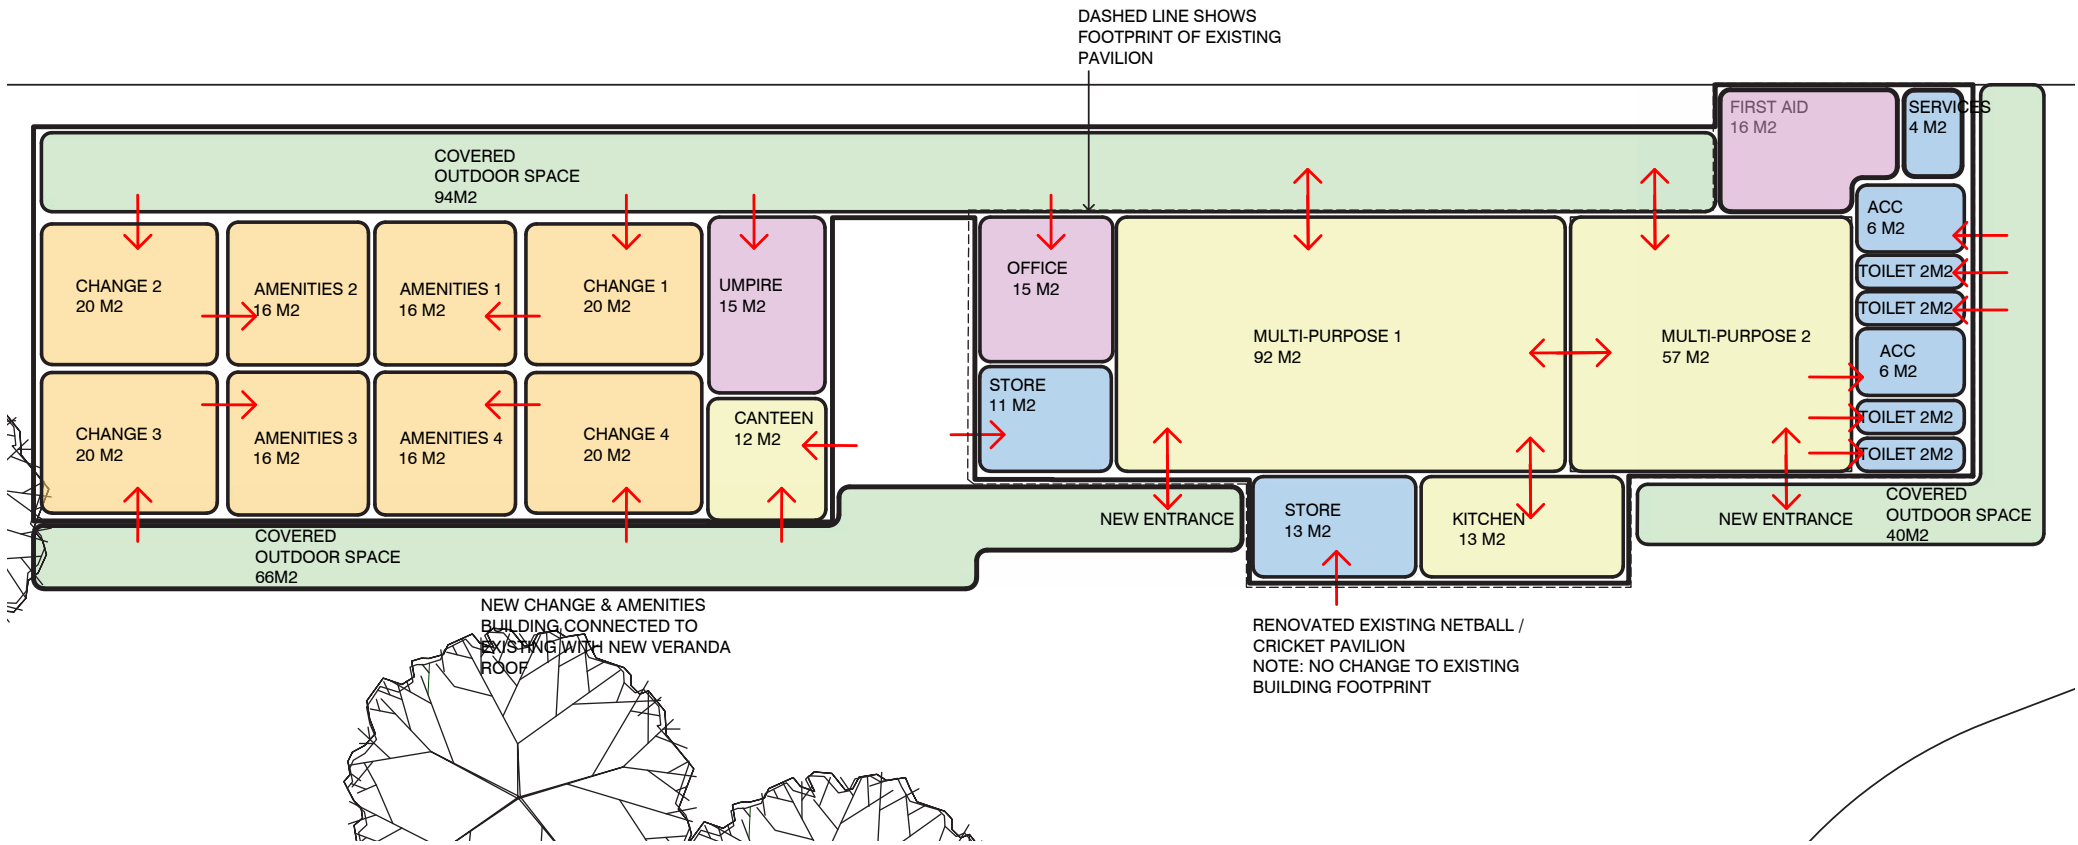 DASHED LINE SHOWS
FOOTPRINT OF EXISTING
PAVILION
FIRST AID
16 M2
SERVICES
4 M2
COVERED
OUTDOOR SPACE
94M2
ACC
6 M2
TOILET 2M2
TOILET 2M2
ACC
6 M2
TOILET 2M2
TOILET 2M2
CHANGE 2
20 M2
AMENITIES 2
16 M2
AMENITIES 1
16 M2
CHANGE 1
20 M2
UMPIRE
15 M2
OFFICE
15 M2
MULTI-PURPOSE 1
92 M2
MULTI-PURPOSE 2
57 M2
STORE
11 M2
CHANGE 3
20 M2
AMENITIES 3
16 M2
AMENITIES 4
16 M2
CHANGE 4
20 M2
CANTEEN
12 M2
NEW ENTRANCE
STORE
13 M2
KITCHEN
13 M2
NEW ENTRANCE
COVERED
OUTDOOR SPACE
40M2
COVERED
OUTDOOR SPACE
66M2
NEW CHANGE & AMENITIES
BUILDING CONNECTED TO
EXISTING WITH NEW VERANDA
ROOF
RENOVATED EXISTING NETBALL /
CRICKET PAVILION
NOTE: NO CHANGE TO EXISTING
BUILDING FOOTPRINT